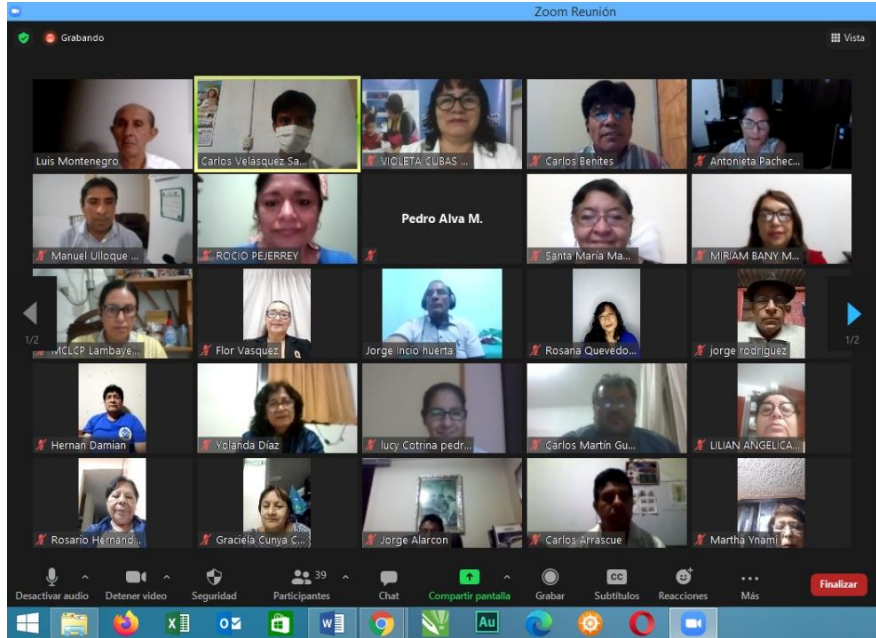 Zoom Reunión
Grabando
Vista
Luis Montenegro
Carlos Velásquez Sa...
VIOLETA CUBAS ...
Carlos Benites
Antonieta Pachec...
Manuel Ulloque ...
ROCIO PEJERREY
Pedro Alva M.
Santa Maria Ma...
MIRIAM BANY M...
1/2
MCLCP Lambaye...
Flor Vasquez
Jorge Incio huerta
Rosana Quevedo...
jorge rodriguez
1/2
Hernan Damian
Yolanda Díaz
lucy Cotrina pedr...
Carlos Martín Gu...
LILIAN ANGELICA...
Rosario Hernand...
Graciela Cunya C...
Jorge Alarcon
Carlos Arrascue
Martha Ynami
39
CC
Desactivar audio
Detener video
Seguridad
Participantes
Chat
Compartir pantalla
Grabar
Subtítulos
Reacciones
Más
Finalizar
Au